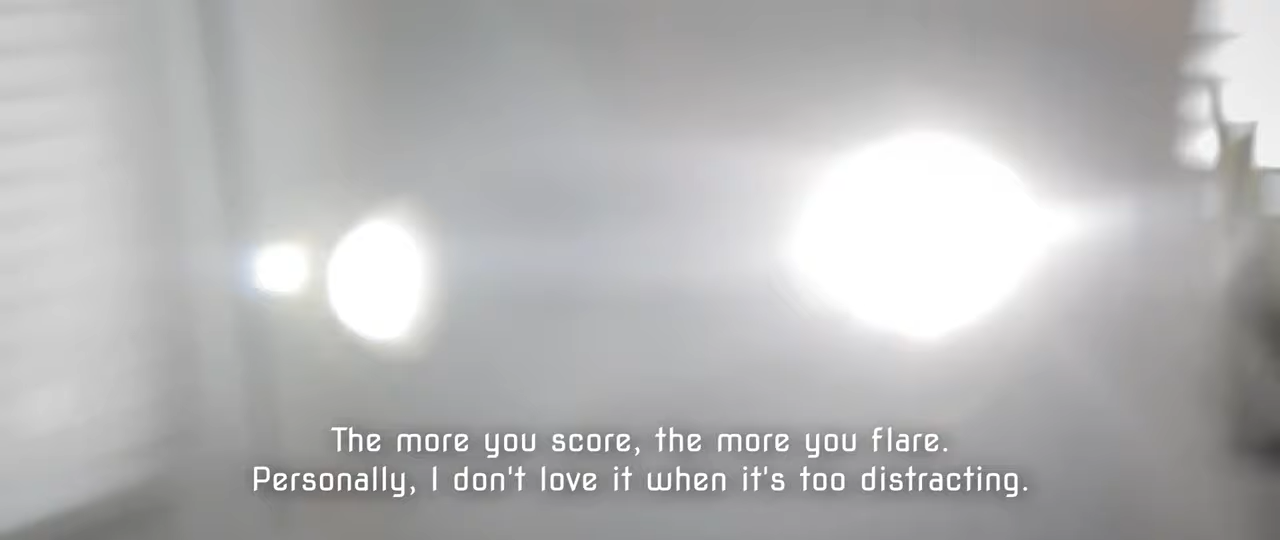 The more you score, the more you flare.
Personally, I don't love it when it's too distracting.